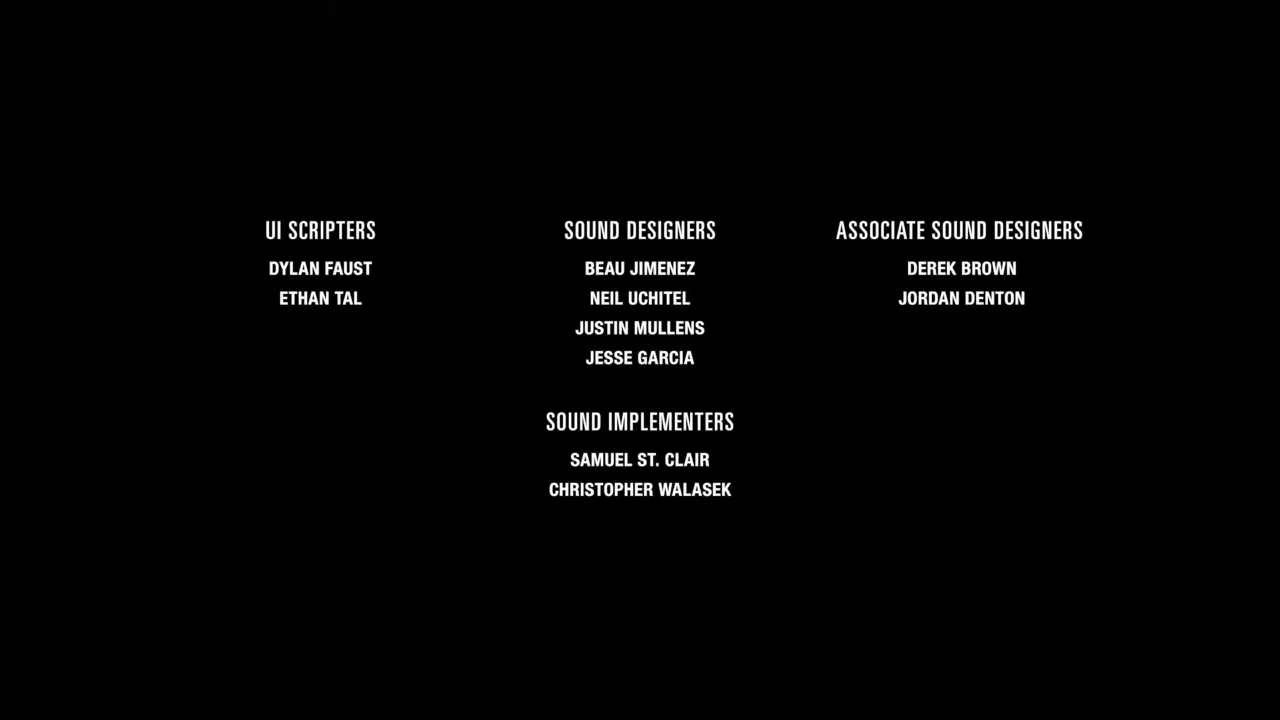 UI SCRIPTERS
DYLAN FAUST
ETHAN TAL
SOUND DESIGNERS
BEAU JIMENEZ
NEIL UCHITEL
JUSTIN MULLENS
JESSE GARCIA
SOUND IMPLEMENTERS
SAMUEL ST. CLAIR
CHRISTOPHER WALASEK
ASSOCIATE SOUND DESIGNERS
DEREK BROWN
JORDAN DENTON